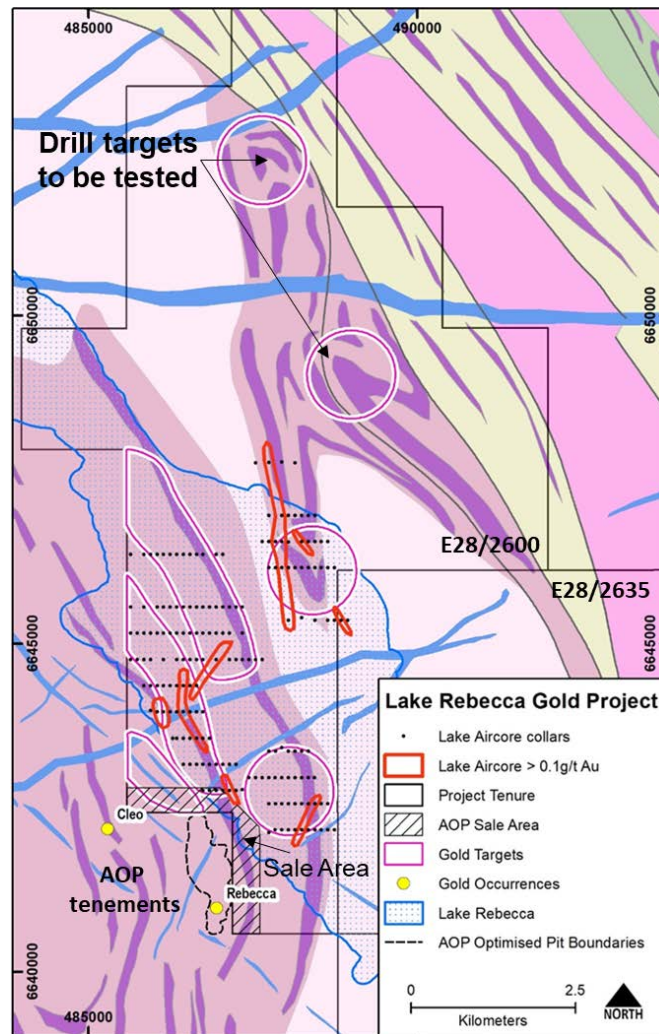 485000
490000
Drill targets
to be tested
6650000
6650000
E28/2600
E28/2635
6645000
6645000
Cleo
Sale Area
AOP
tenements
Rebecca
6640000
485000
Lake Rebecca Gold Project
Lake Aircore collars
Lake Aircore > 0.1g/t Au
Project Tenure
AOP Sale Area
Gold Targets
Gold Occurrences
Lake Rebecca
AOP Optimised Pit Boundaries
0
2.5
Kilometers
NORTH